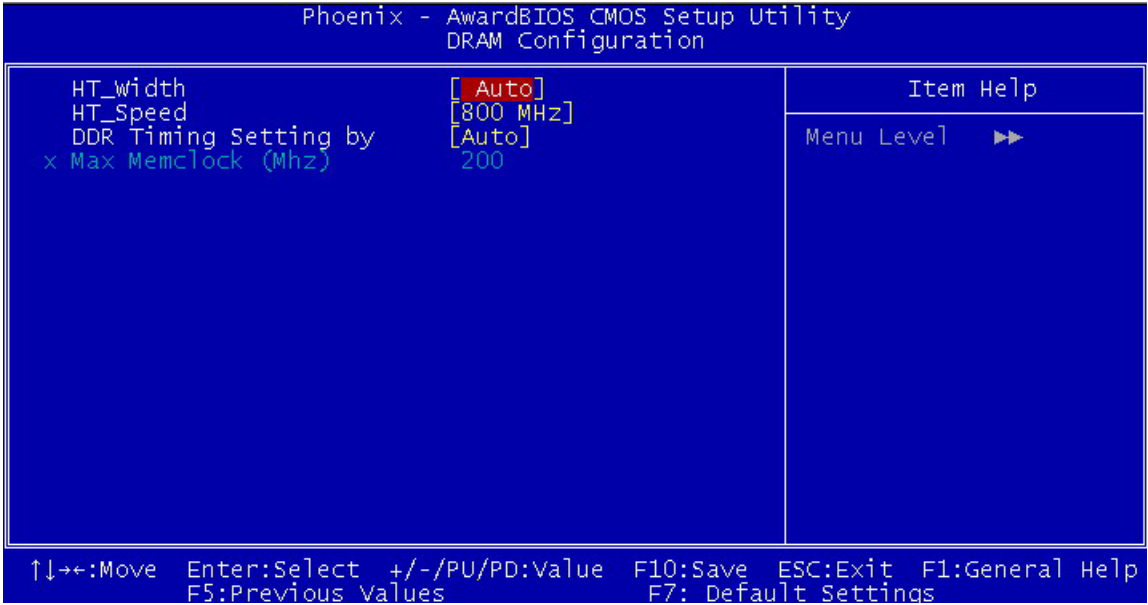 Phoenix - AwardBIOS CMOS Setup Utility
DRAM Configuration
HT_Width [ Auto]
HT_Speed [800 MHz]
DDR Timing Setting by [Auto]
x Max Memclock (Mhz) 200
Item Help
Menu Level ▶▶
↑↓→←:Move Enter:Select +/-/PU/PD:Value F10:Save ESC:Exit F1:General Help
F5:Previous Values F7: Default Settings